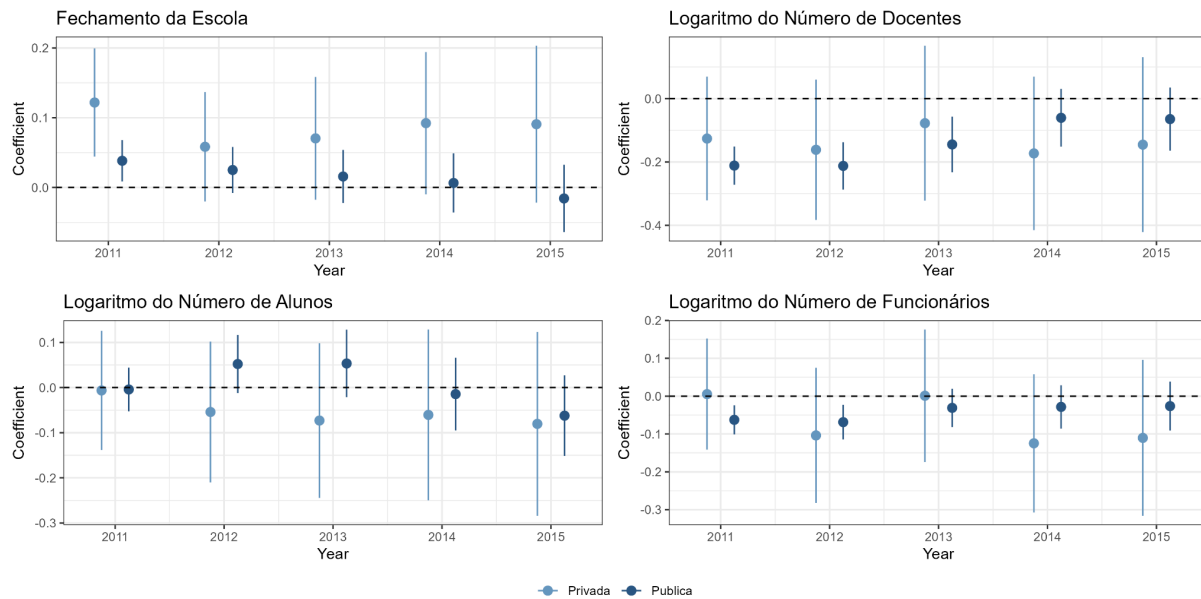 Fechamento da Escola
Coefficient
0.2
0.1
0.0
2011 2012 2013 2014 2015
Year
Logaritmo do Número de Docentes
Coefficient
0.0
-0.2
-0.4
2011 2012 2013 2014 2015
Year
Logaritmo do Número de Alunos
Coefficient
0.1
0.0
-0.1
-0.2
-0.3
2011 2012 2013 2014 2015
Year
Logaritmo do Número de Funcionários
Coefficient
0.2
0.1
0.0
-0.1
-0.2
-0.3
2011 2012 2013 2014 2015
Year
Privada Publica